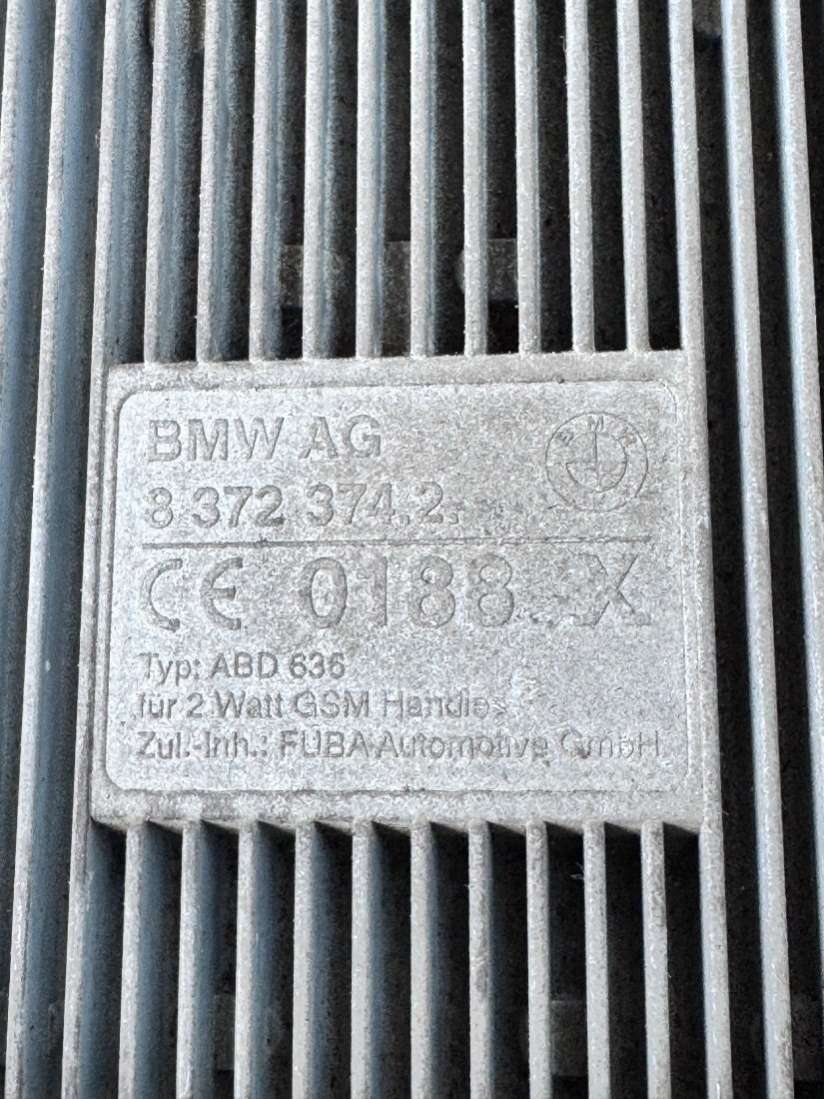 BMW AG
BMW
8 372 374.2
CE 0188 X
Typ: ABD 636
für 2 Watt GSM Handies
Zul.-Inh.: FUBA Automotive GmbH